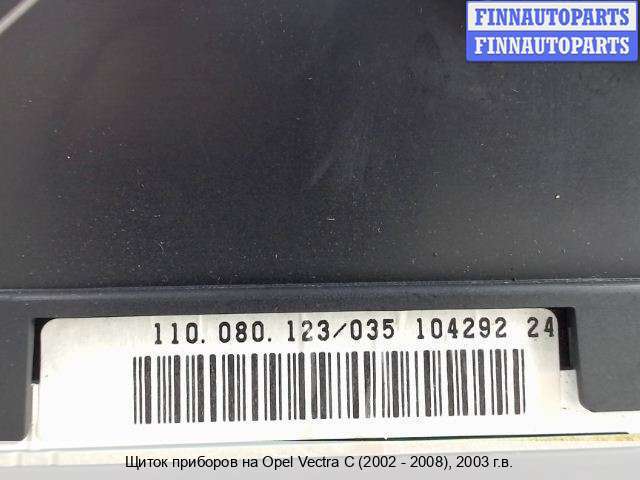 FINNAUTOPARTS
FINNAUTOPARTS
110.080.123/035 104292 24
Щиток приборов на Opel Vectra C (2002 - 2008), 2003 г.в.